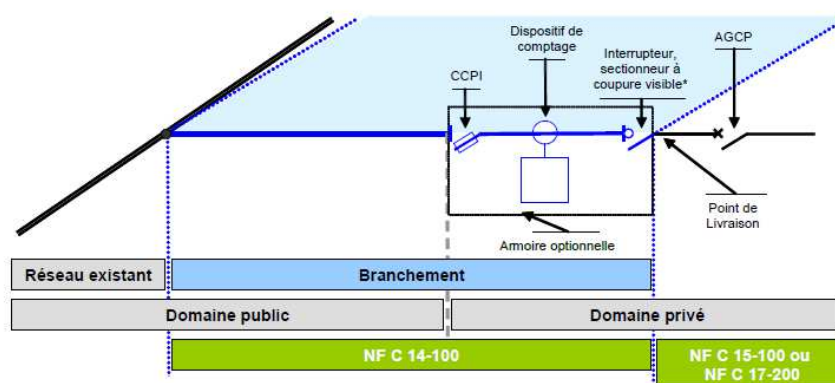 Dispositif de
comptage
Interrupteur,
sectionneur à
coupure visible*
AGCP
CCPI
Point de
Livraison
Armoire optionnelle
Réseau existant
Branchement
Domaine public
Domaine privé
NF C 14-100
NF C 15-100 ou
NF C 17-200